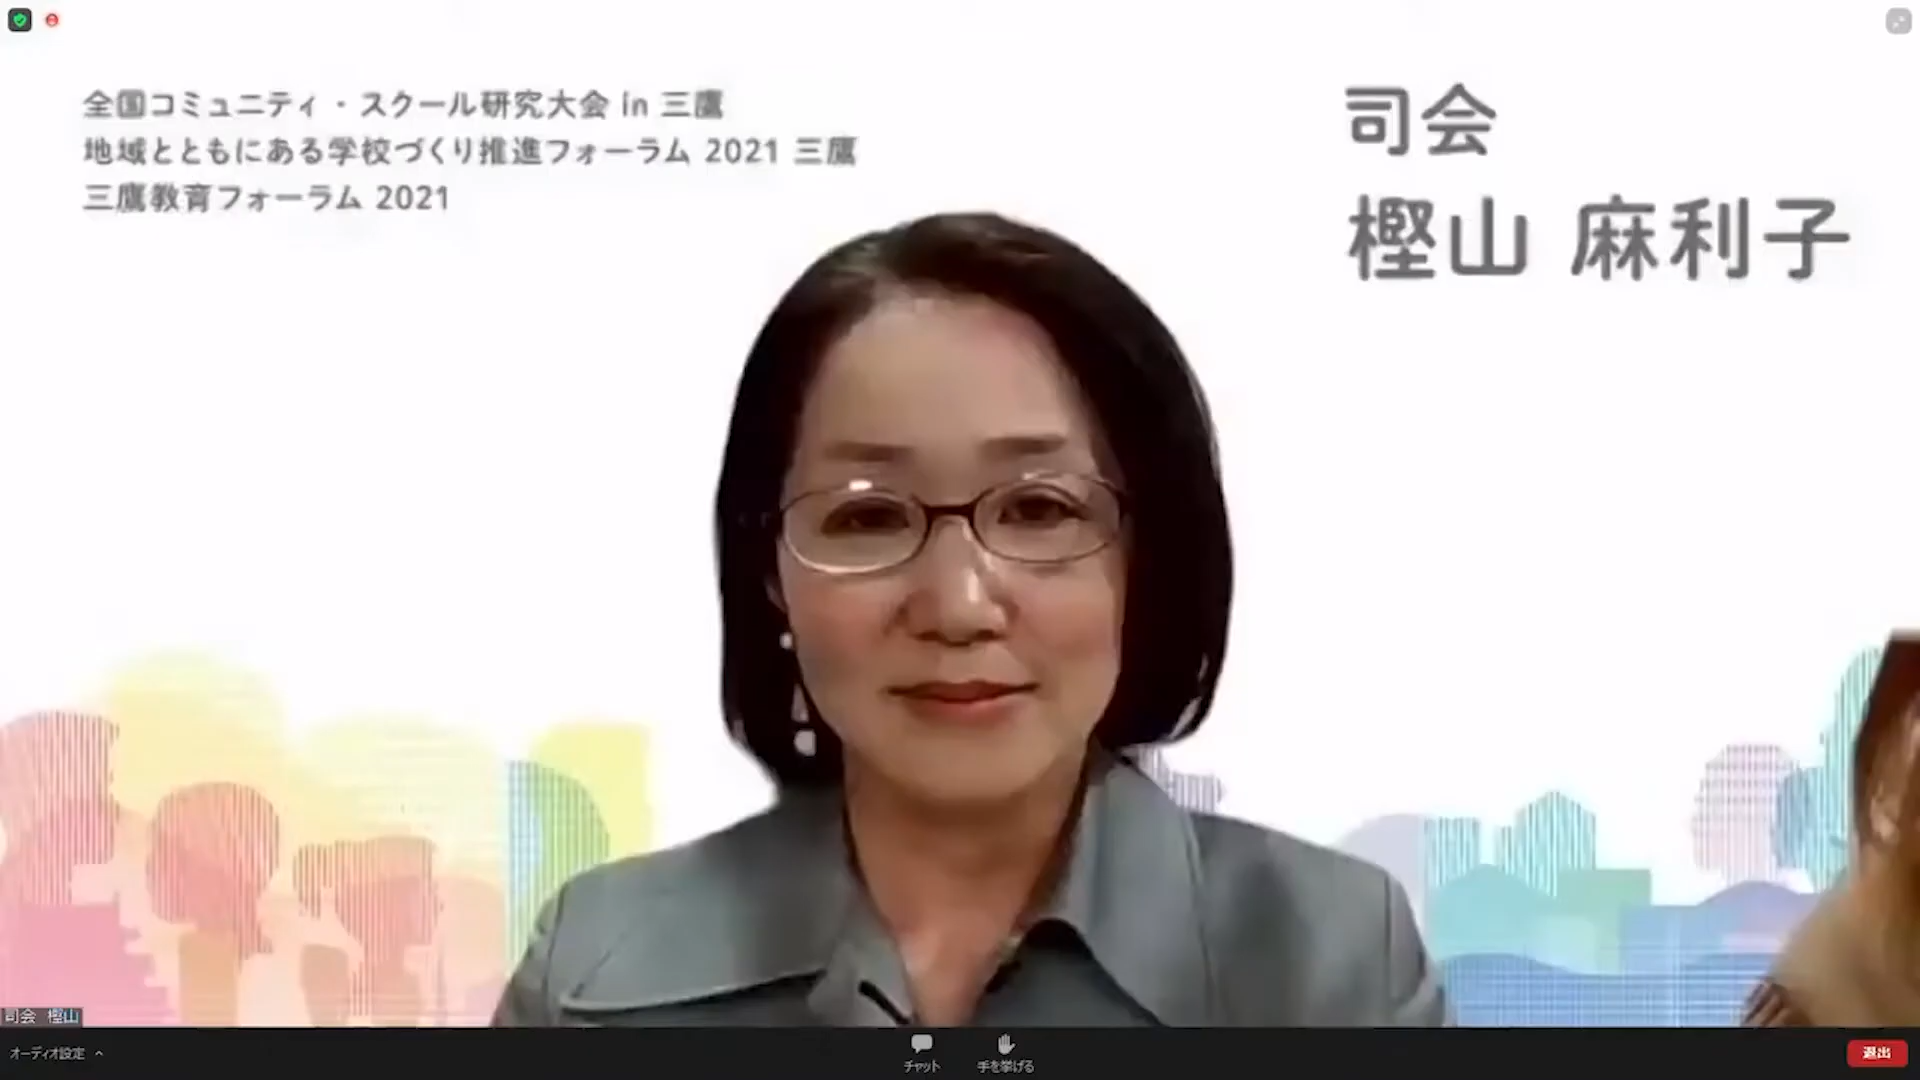 全国コミュニティ・スクール研究大会 in 三鷹
地域とともにある学校づくり推進フォーラム 2021 三鷹
三鷹教育フォーラム 2021
司会
樫山 麻利子
司会 樫山
オーディオ設定
チャット
手を挙げる
退出